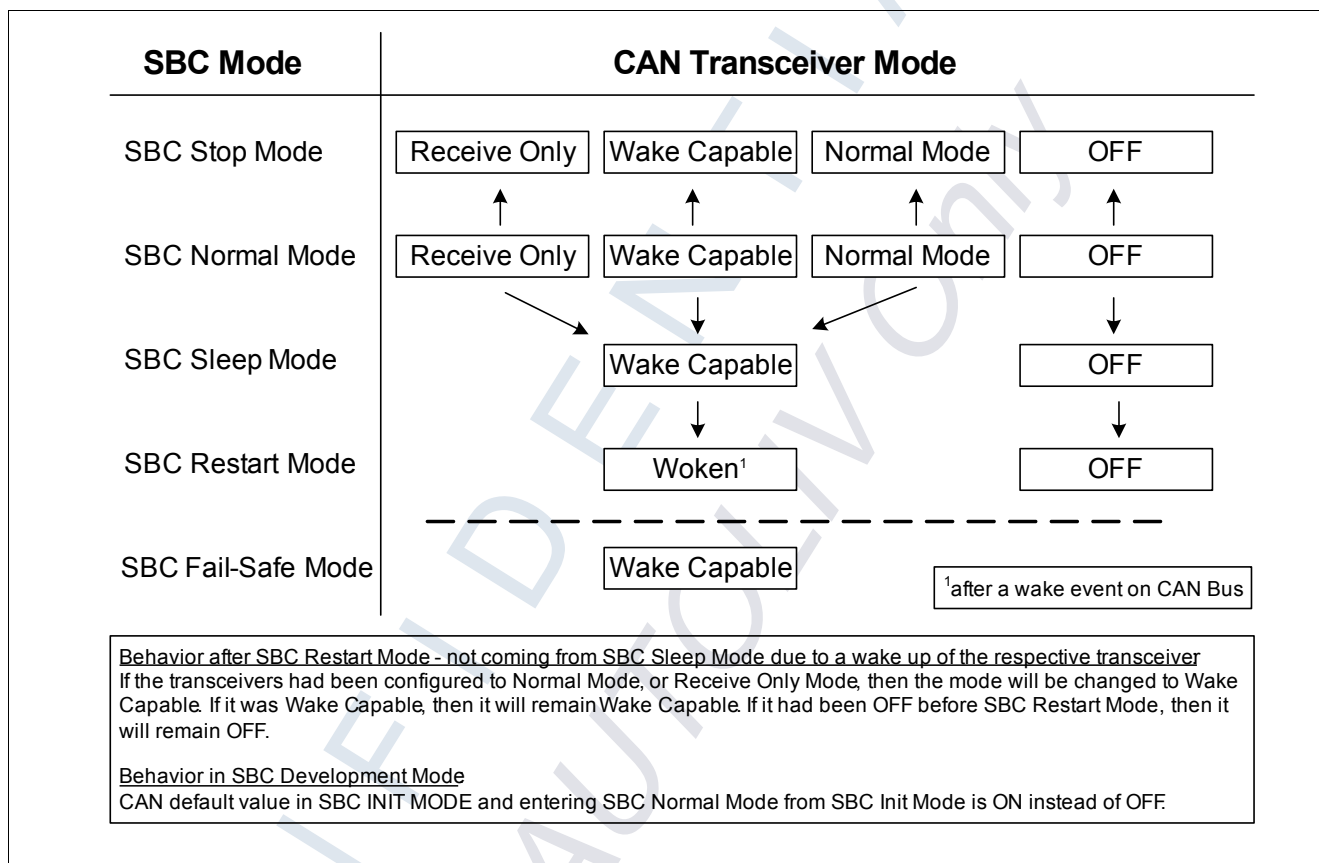 SBC Mode CAN Transceiver Mode
SBC Stop Mode Receive Only Wake Capable Normal Mode OFF
SBC Normal Mode Receive Only Wake Capable Normal Mode OFF
SBC Sleep Mode Wake Capable OFF
SBC Restart Mode Woken¹ OFF
SBC Fail-Safe Mode Wake Capable
¹after a wake event on CAN Bus
Behavior after SBC Restart Mode - not coming from SBC Sleep Mode due to a wake up of the respective transceiver
If the transceivers had been configured to Normal Mode, or Receive Only Mode, then the mode will be changed to Wake
Capable. If it was Wake Capable, then it will remain Wake Capable. If it had been OFF before SBC Restart Mode, then it
will remain OFF.
Behavior in SBC Development Mode
CAN default value in SBC INIT MODE and entering SBC Normal Mode from SBC Init Mode is ON instead of OFF.
FIDENTIA
AUTOLIV Only